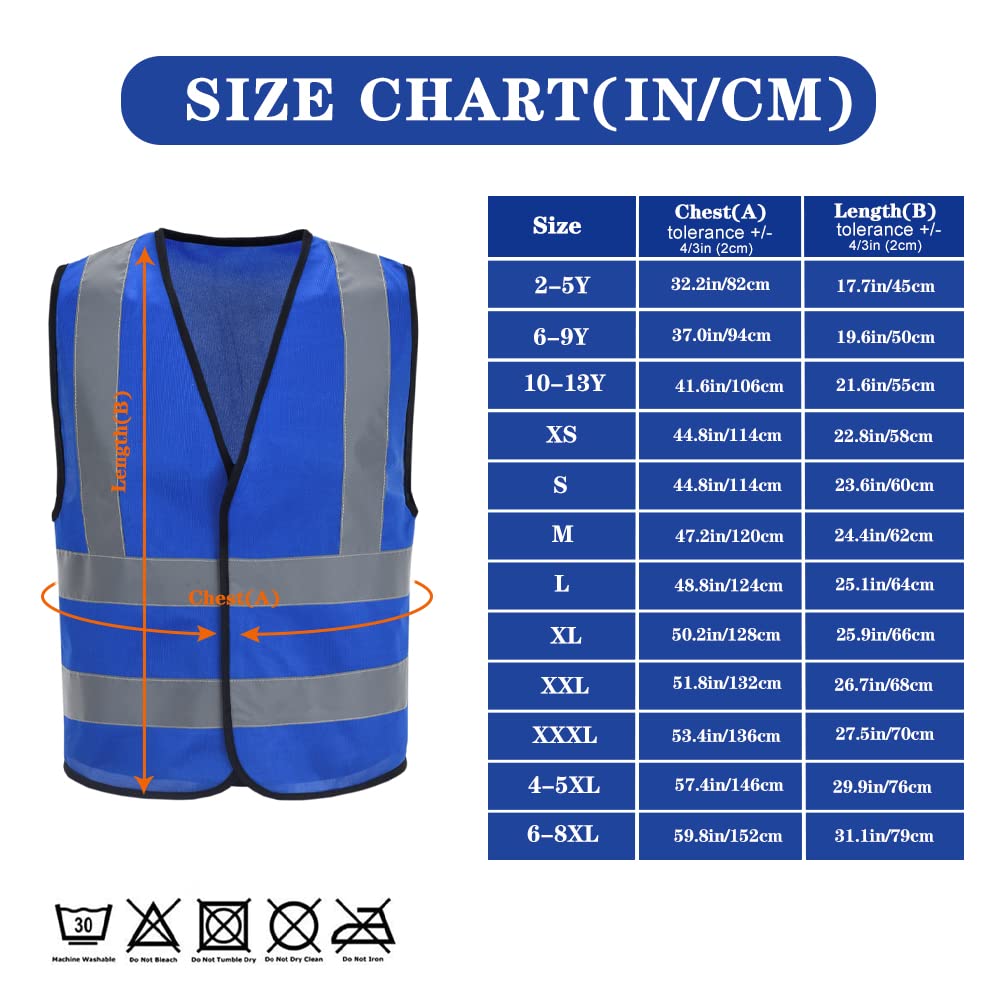 SIZE CHART(IN/CM)
Size Chest(A) Length(B)
tolerance +/- tolerance +/-
4/3in (2cm) 4/3in (2cm)
2-5Y 32.2in/82cm 17.7in/45cm
6-9Y 37.0in/94cm 19.6in/50cm
10-13Y 41.6in/106cm 21.6in/55cm
XS 44.8in/114cm 22.8in/58cm
S 44.8in/114cm 23.6in/60cm
M 47.2in/120cm 24.4in/62cm
L 48.8in/124cm 25.1in/64cm
XL 50.2in/128cm 25.9in/66cm
XXL 51.8in/132cm 26.7in/68cm
XXXL 53.4in/136cm 27.5in/70cm
4-5XL 57.4in/146cm 29.9in/76cm
6-8XL 59.8in/152cm 31.1in/79cm
Length(B)
Chest(A)
30
Machine Washable Do Not Bleach Do Not Tumble Dry Do Not Dry Clean Do Not Iron